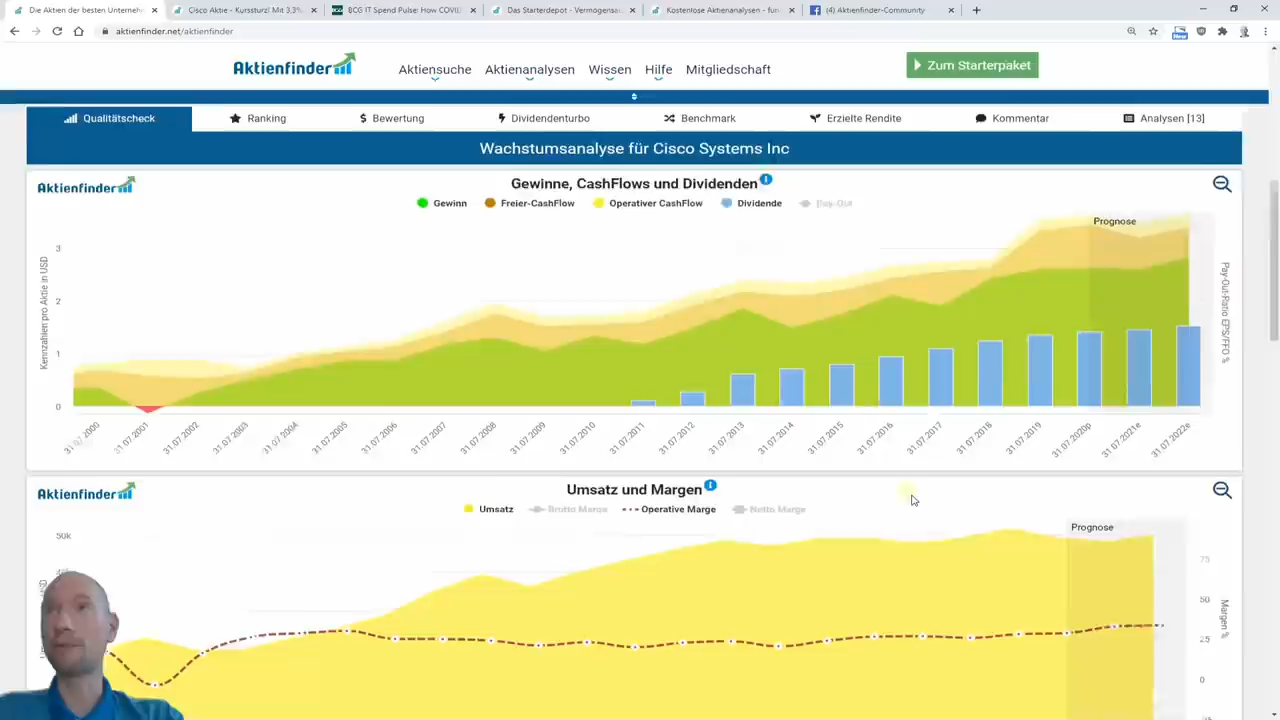 Die Aktien der besten Unternehm
Cisco Aktie - Kurssturz! Mit 3,3%
BCG IT Spend Pulse: How COVI
Das Starterdepot - Vermögensau
Kostenlose Aktienanalysen - fun
(4) Aktienfinder-Community
aktienfinder.net/aktienfinder
Aktienfinder
Aktiensuche
Aktienanalysen
Wissen
Hilfe
Mitgliedschaft
Zum Starterpaket
Qualitätscheck
Ranking
Bewertung
Dividendenturbo
Benchmark
Erzielte Rendite
Kommentar
Analysen [13]
Wachstumsanalyse für Cisco Systems Inc
Aktienfinder
Gewinne, CashFlows und Dividenden
Gewinn
Freier-CashFlow
Operativer CashFlow
Dividende
Pay-Out
Prognose
Kennzahlen pro Aktie in USD
3
2
1
0
Pay-Out-Ratio EPS/FFO %
31.07.2000
31.07.2001
31.07.2002
31.07.2003
31.07.2004
31.07.2005
31.07.2006
31.07.2007
31.07.2008
31.07.2009
31.07.2010
31.07.2011
31.07.2012
31.07.2013
31.07.2014
31.07.2015
31.07.2016
31.07.2017
31.07.2018
31.07.2019
31.07.2020p
31.07.2021e
31.07.2022e
Aktienfinder
Umsatz und Margen
Umsatz
Brutto Marge
Operative Marge
Netto Marge
Prognose
50k
75
50
25
0
Margen %